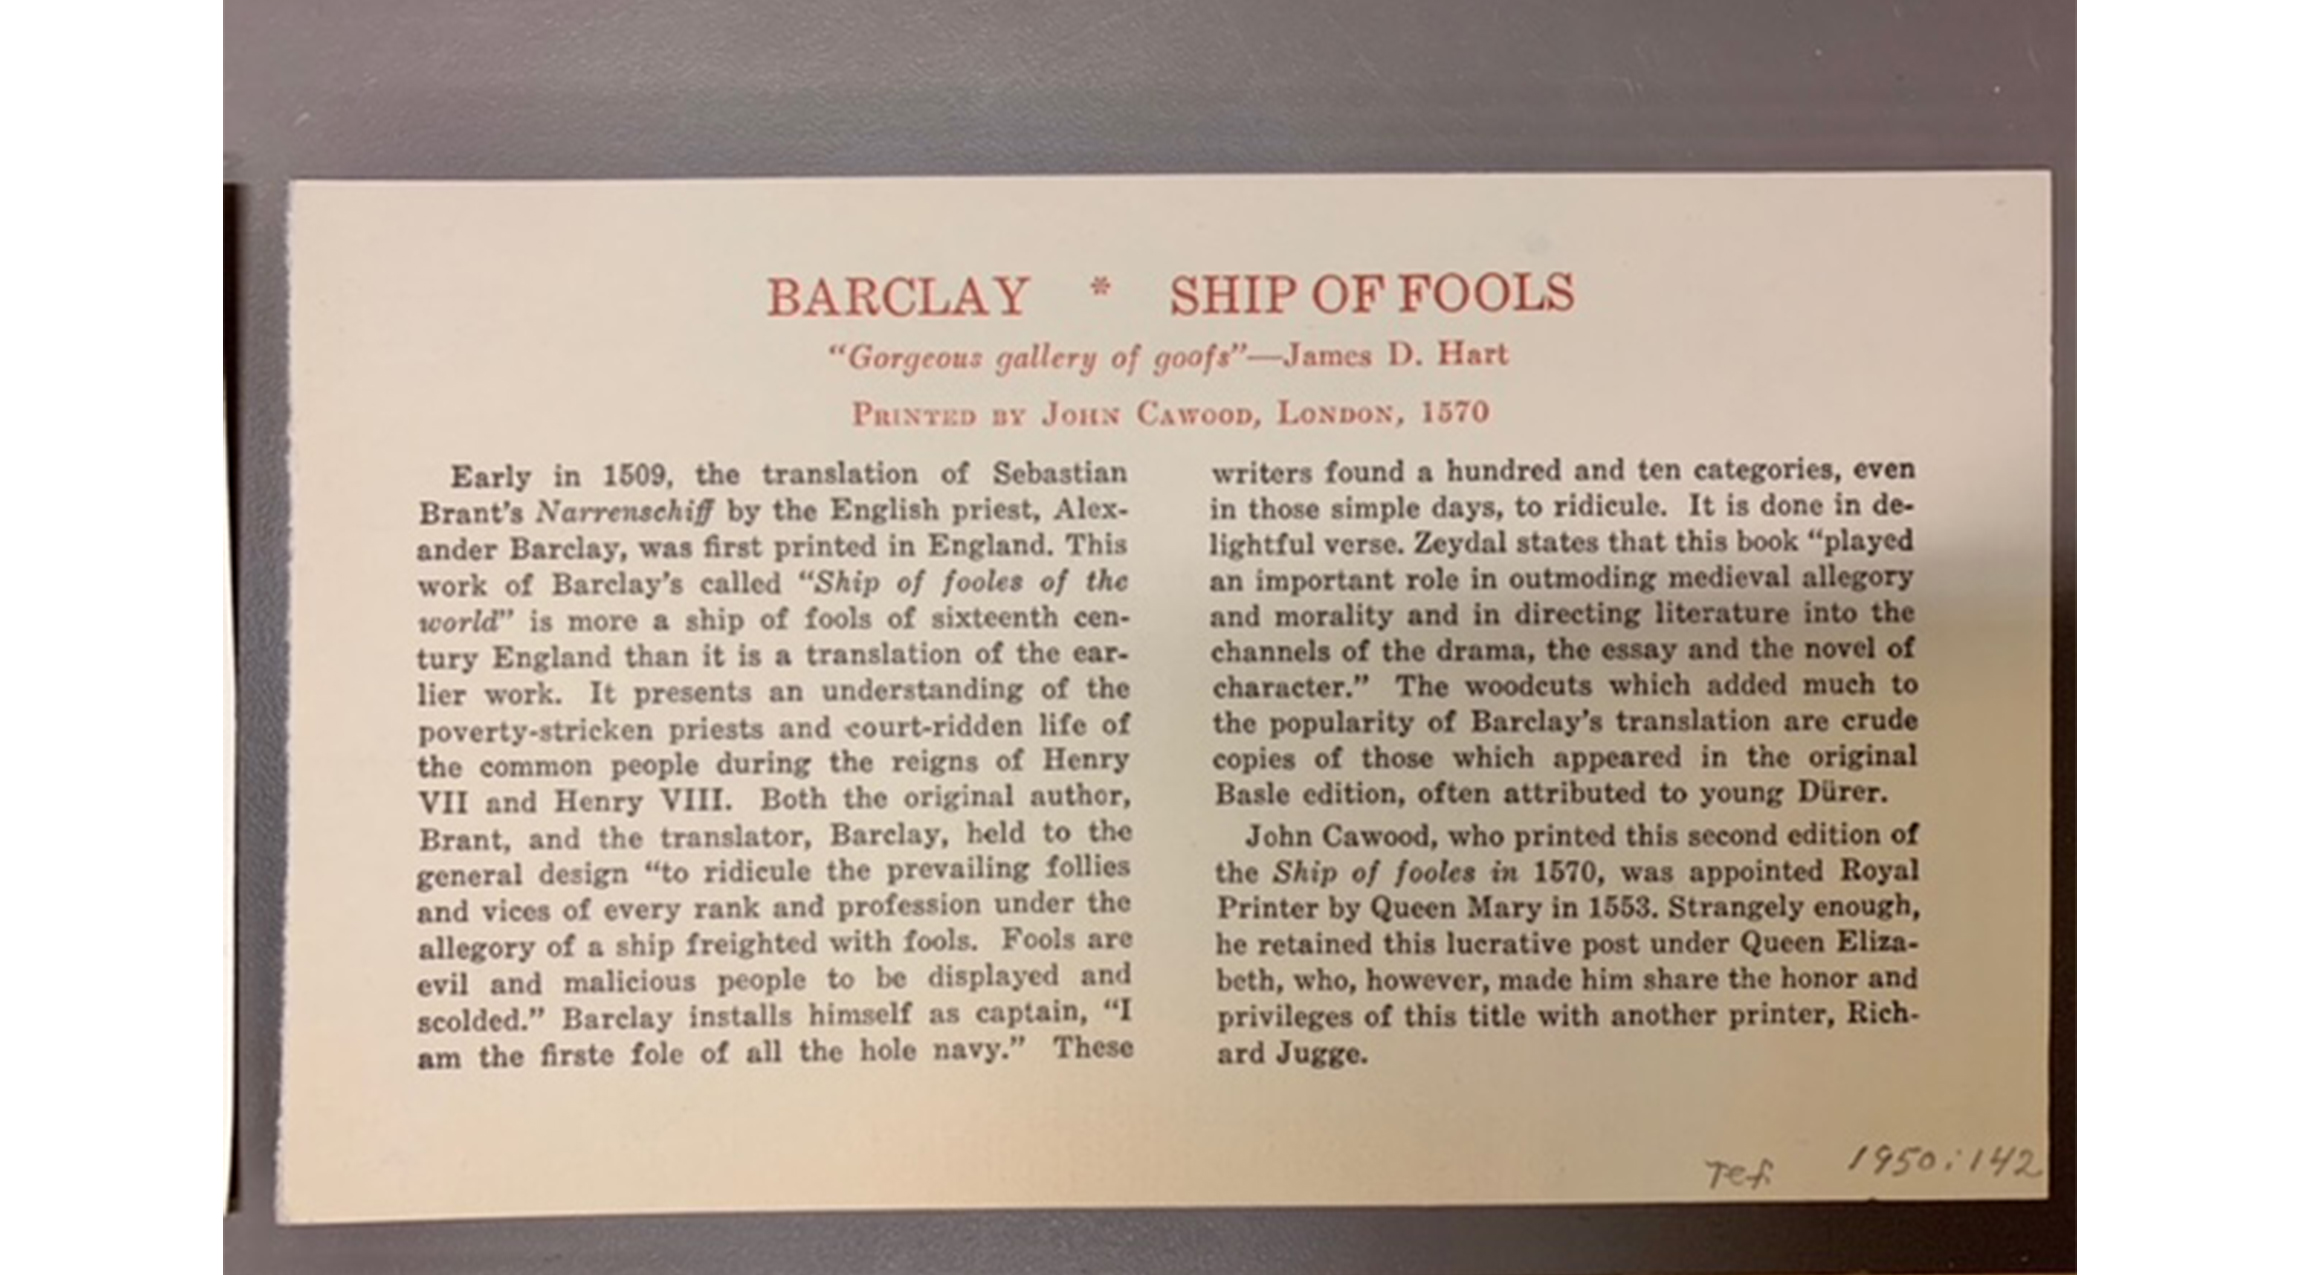 BARCLAY * SHIP OF FOOLS
“Gorgeous gallery of goofs”—James D. Hart
PRINTED BY JOHN CAWOOD, LONDON, 1570
Early in 1509, the translation of Sebastian
Brant’s Narrenschiff by the English priest, Alex-
ander Barclay, was first printed in England. This
work of Barclay’s called “Ship of fooles of the
world” is more a ship of fools of sixteenth cen-
tury England than it is a translation of the ear-
lier work. It presents an understanding of the
poverty-stricken priests and court-ridden life of
the common people during the reigns of Henry
VII and Henry VIII. Both the original author,
Brant, and the translator, Barclay, held to the
general design “to ridicule the prevailing follies
and vices of every rank and profession under the
allegory of a ship freighted with fools. Fools are
evil and malicious people to be displayed and
scolded.” Barclay installs himself as captain, “I
am the firste fole of all the hole navy.” These
writers found a hundred and ten categories, even
in those simple days, to ridicule. It is done in de-
lightful verse. Zeydal states that this book “played
an important role in outmoding medieval allegory
and morality and in directing literature into the
channels of the drama, the essay and the novel of
character.” The woodcuts which added much to
the popularity of Barclay’s translation are crude
copies of those which appeared in the original
Basle edition, often attributed to young Dürer.
John Cawood, who printed this second edition of
the Ship of fooles in 1570, was appointed Royal
Printer by Queen Mary in 1553. Strangely enough,
he retained this lucrative post under Queen Eliza-
beth, who, however, made him share the honor and
privileges of this title with another printer, Rich-
ard Jugge.
Tef 1950:142